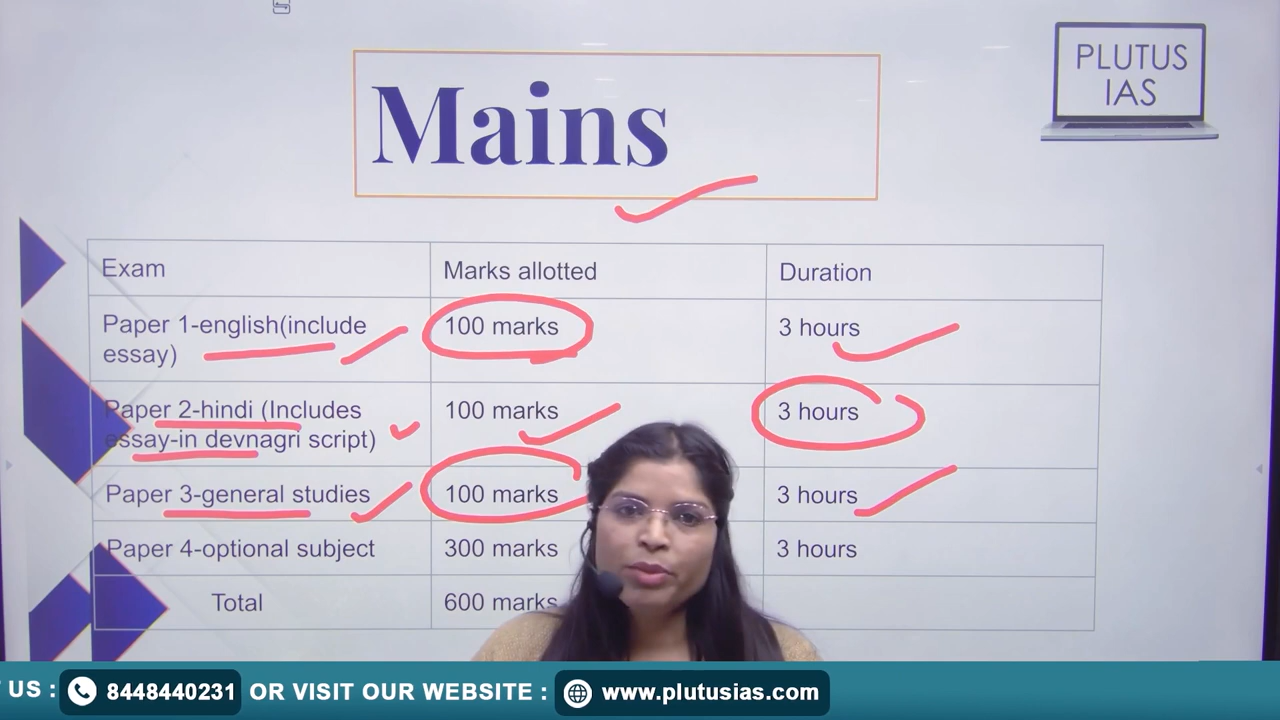 PLUTUS
IAS
Mains
Exam
Marks allotted
Duration
Paper 1-english(include
essay)
100 marks
3 hours
Paper 2-hindi (Includes
essay-in devnagri script)
100 marks
3 hours
Paper 3-general studies
100 marks
3 hours
Paper 4-optional subject
300 marks
3 hours
Total
600 marks
US :
8448440231
OR VISIT OUR WEBSITE :
www.plutusias.com